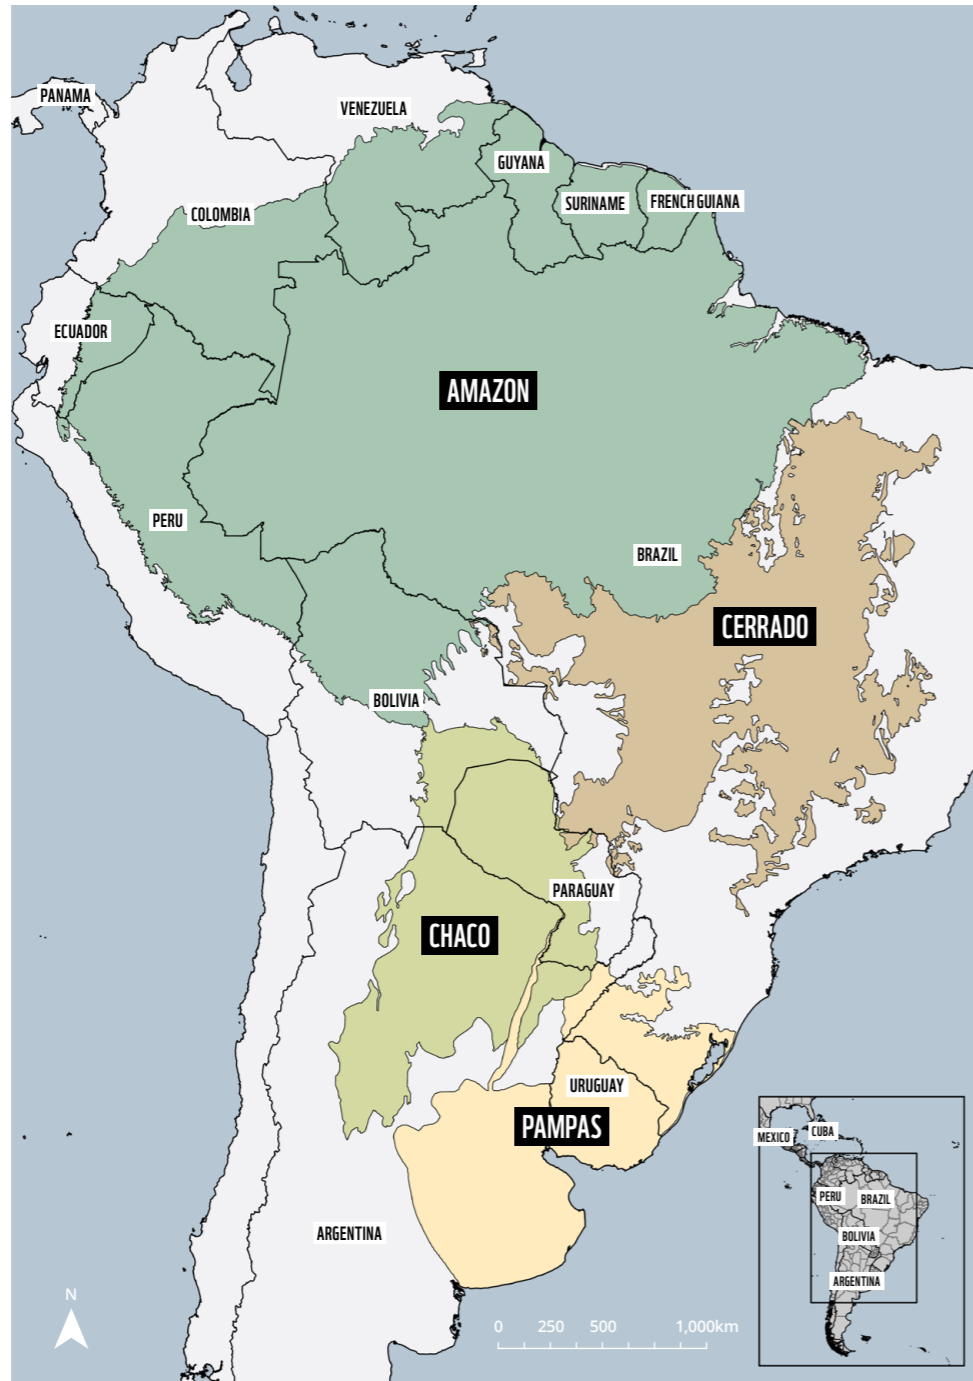 PANAMA
VENEZUELA
GUYANA
SURINAME
FRENCH GUIANA
COLOMBIA
ECUADOR
AMAZON
PERU
BRAZIL
CERRADO
BOLIVIA
PARAGUAY
CHACO
URUGUAY
PAMPAS
ARGENTINA
N
0 250 500 1,000km
MEXICO
CUBA
PERU
BRAZIL
BOLIVIA
ARGENTINA